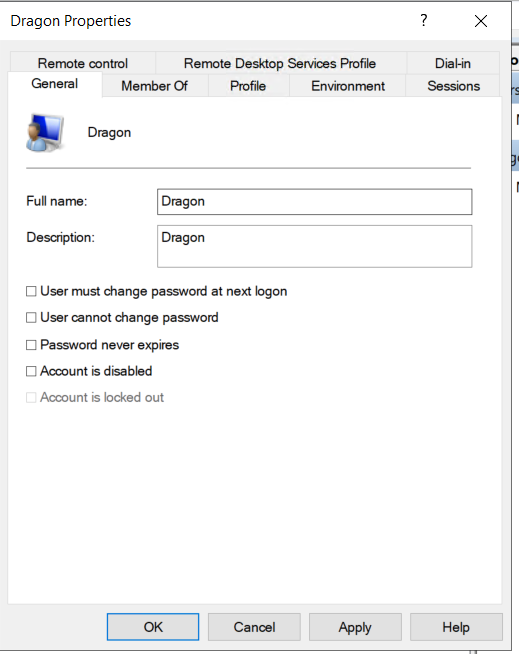 Dragon Properties
?
Remote control Remote Desktop Services Profile Dial-in
General Member Of Profile Environment Sessions
Dragon
Full name: Dragon
Description: Dragon
User must change password at next logon
User cannot change password
Password never expires
Account is disabled
Account is locked out
OK Cancel Apply Help